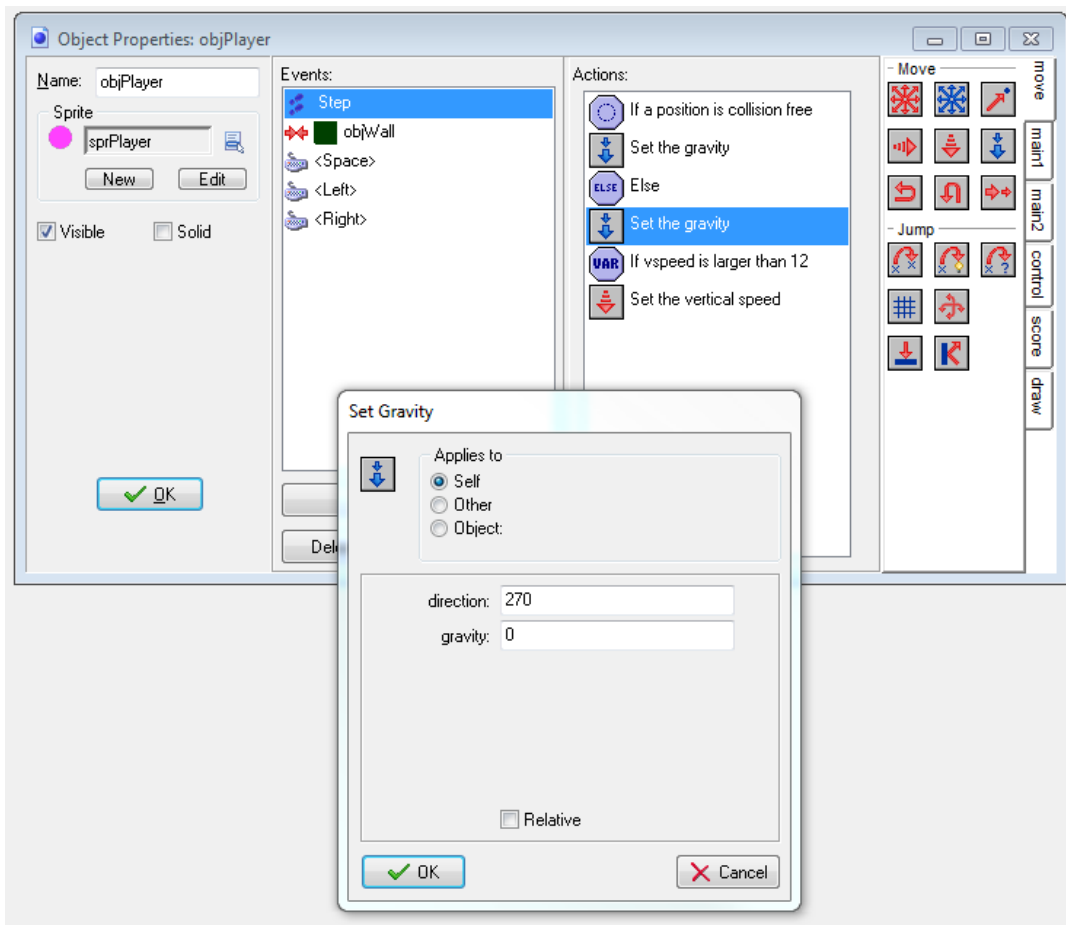 Object Properties: objPlayer
Name: objPlayer
Sprite
sprPlayer
New
Edit
Visible
Solid
OK
Events:
Step
objWall
<Space>
<Left>
<Right>
Actions:
If a position is collision free
Set the gravity
ELSE Else
Set the gravity
VAR If vspeed is larger than 12
Set the vertical speed
Move
Jump
move
main1
main2
control
score
draw
Set Gravity
Applies to
Self
Other
Object:
direction: 270
gravity: 0
Relative
OK
Cancel